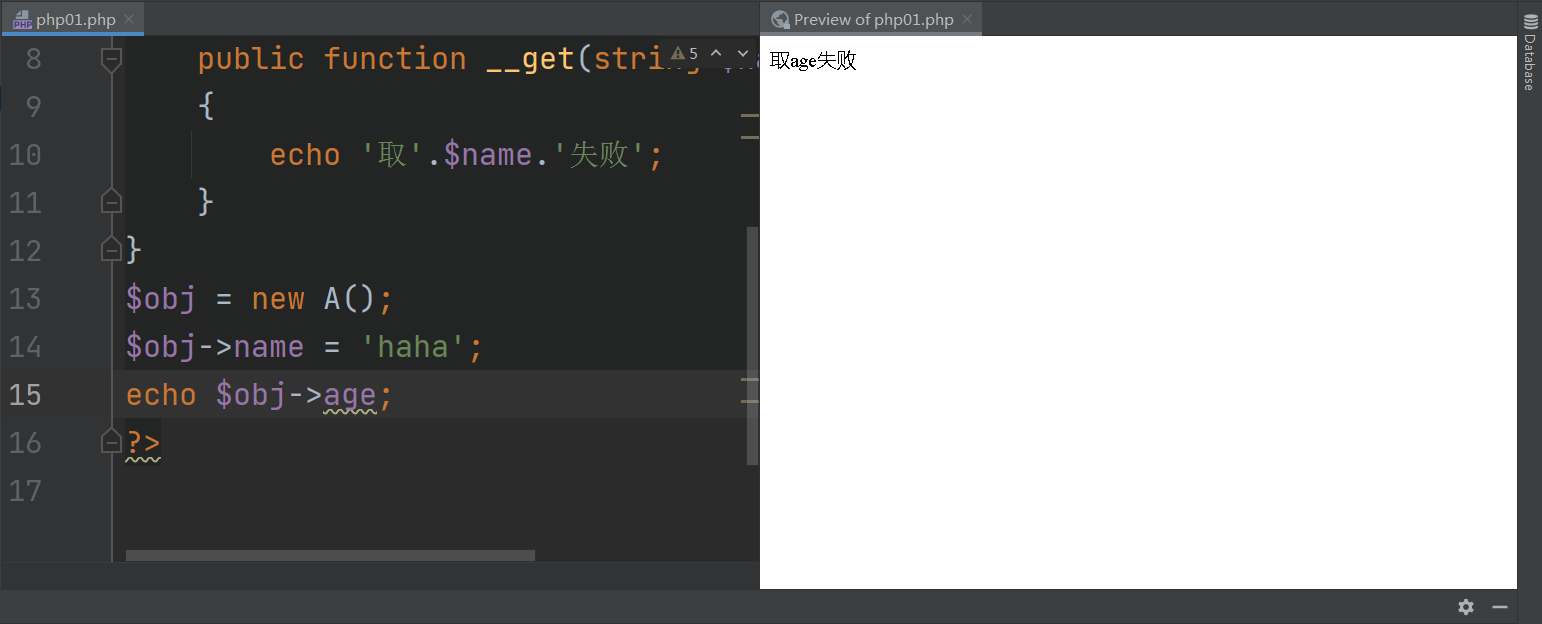 php01.php
Preview of php01.php
8 public function __get(string
5
9 {
10 echo '取'.$name.'失败';
11 }
12 }
13 $obj = new A();
14 $obj->name = 'haha';
15 echo $obj->age;
16 ?>
17
取age失败
Database